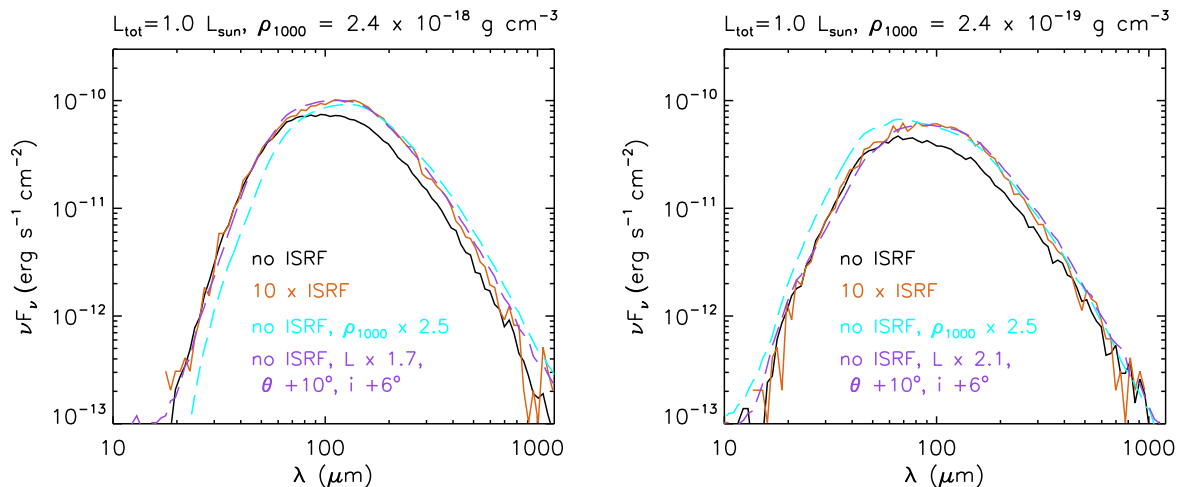 L_tot=1.0 L_sun, ρ_1000 = 2.4 x 10^-18 g cm^-3
νF_ν (erg s^-1 cm^-2)
10^-10
10^-11
10^-12
10^-13
no ISRF
10 x ISRF
no ISRF, ρ_1000 x 2.5
no ISRF, L x 1.7,
θ +10°, i +6°
10 100 1000
λ (μm)
L_tot=1.0 L_sun, ρ_1000 = 2.4 x 10^-19 g cm^-3
νF_ν (erg s^-1 cm^-2)
10^-10
10^-11
10^-12
10^-13
no ISRF
10 x ISRF
no ISRF, ρ_1000 x 2.5
no ISRF, L x 2.1,
θ +10°, i +6°
10 100 1000
λ (μm)